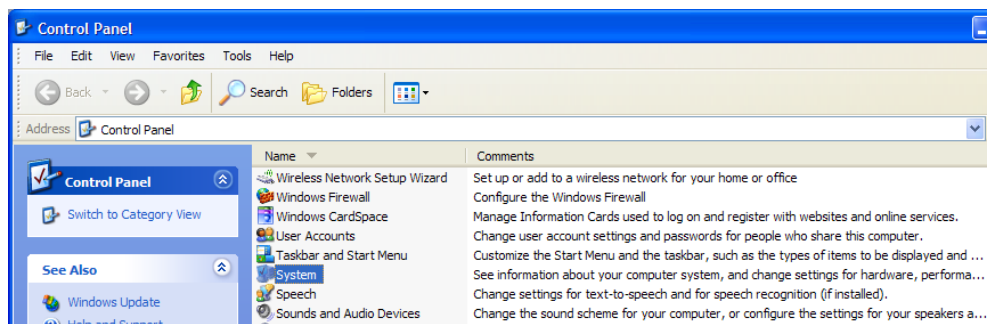 Control Panel
File Edit View Favorites Tools Help
Back Search Folders
Address Control Panel
Name Comments
Control Panel
Switch to Category View
See Also
Windows Update
Help and Support
Wireless Network Setup Wizard Set up or add to a wireless network for your home or office
Windows Firewall Configure the Windows Firewall
Windows CardSpace Manage Information Cards used to log on and register with websites and online services.
User Accounts Change user account settings and passwords for people who share this computer.
Taskbar and Start Menu Customize the Start Menu and the taskbar, such as the types of items to be displayed and ...
System See information about your computer system, and change settings for hardware, performa...
Speech Change settings for text-to-speech and for speech recognition (if installed).
Sounds and Audio Devices Change the sound scheme for your computer, or configure the settings for your speakers a...